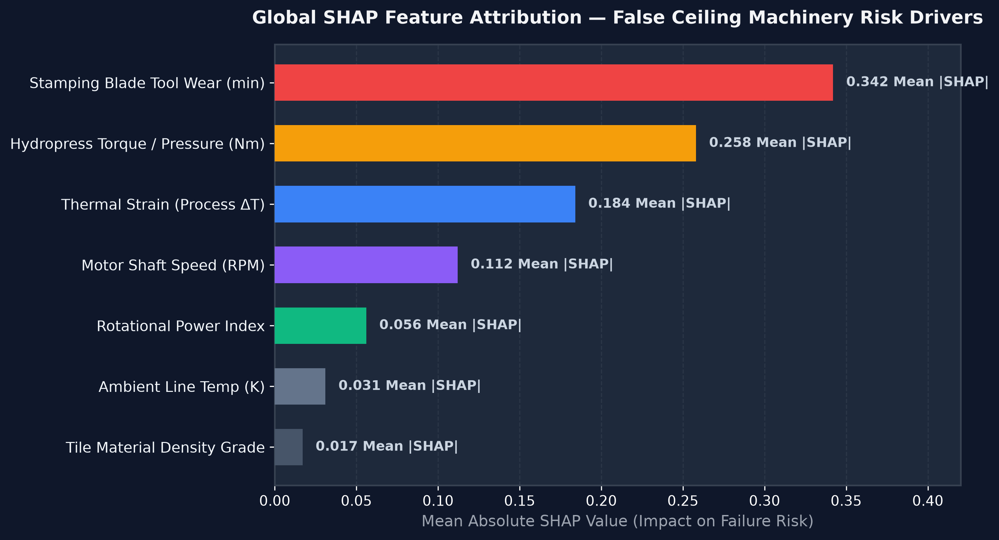 Global SHAP Feature Attribution — False Ceiling Machinery Risk Drivers
Stamping Blade Tool Wear (min)
0.342 Mean |SHAP|
Hydropress Torque / Pressure (Nm)
0.258 Mean |SHAP|
Thermal Strain (Process ΔT)
0.184 Mean |SHAP|
Motor Shaft Speed (RPM)
0.112 Mean |SHAP|
Rotational Power Index
0.056 Mean |SHAP|
Ambient Line Temp (K)
0.031 Mean |SHAP|
Tile Material Density Grade
0.017 Mean |SHAP|
0.00 0.05 0.10 0.15 0.20 0.25 0.30 0.35 0.40
Mean Absolute SHAP Value (Impact on Failure Risk)